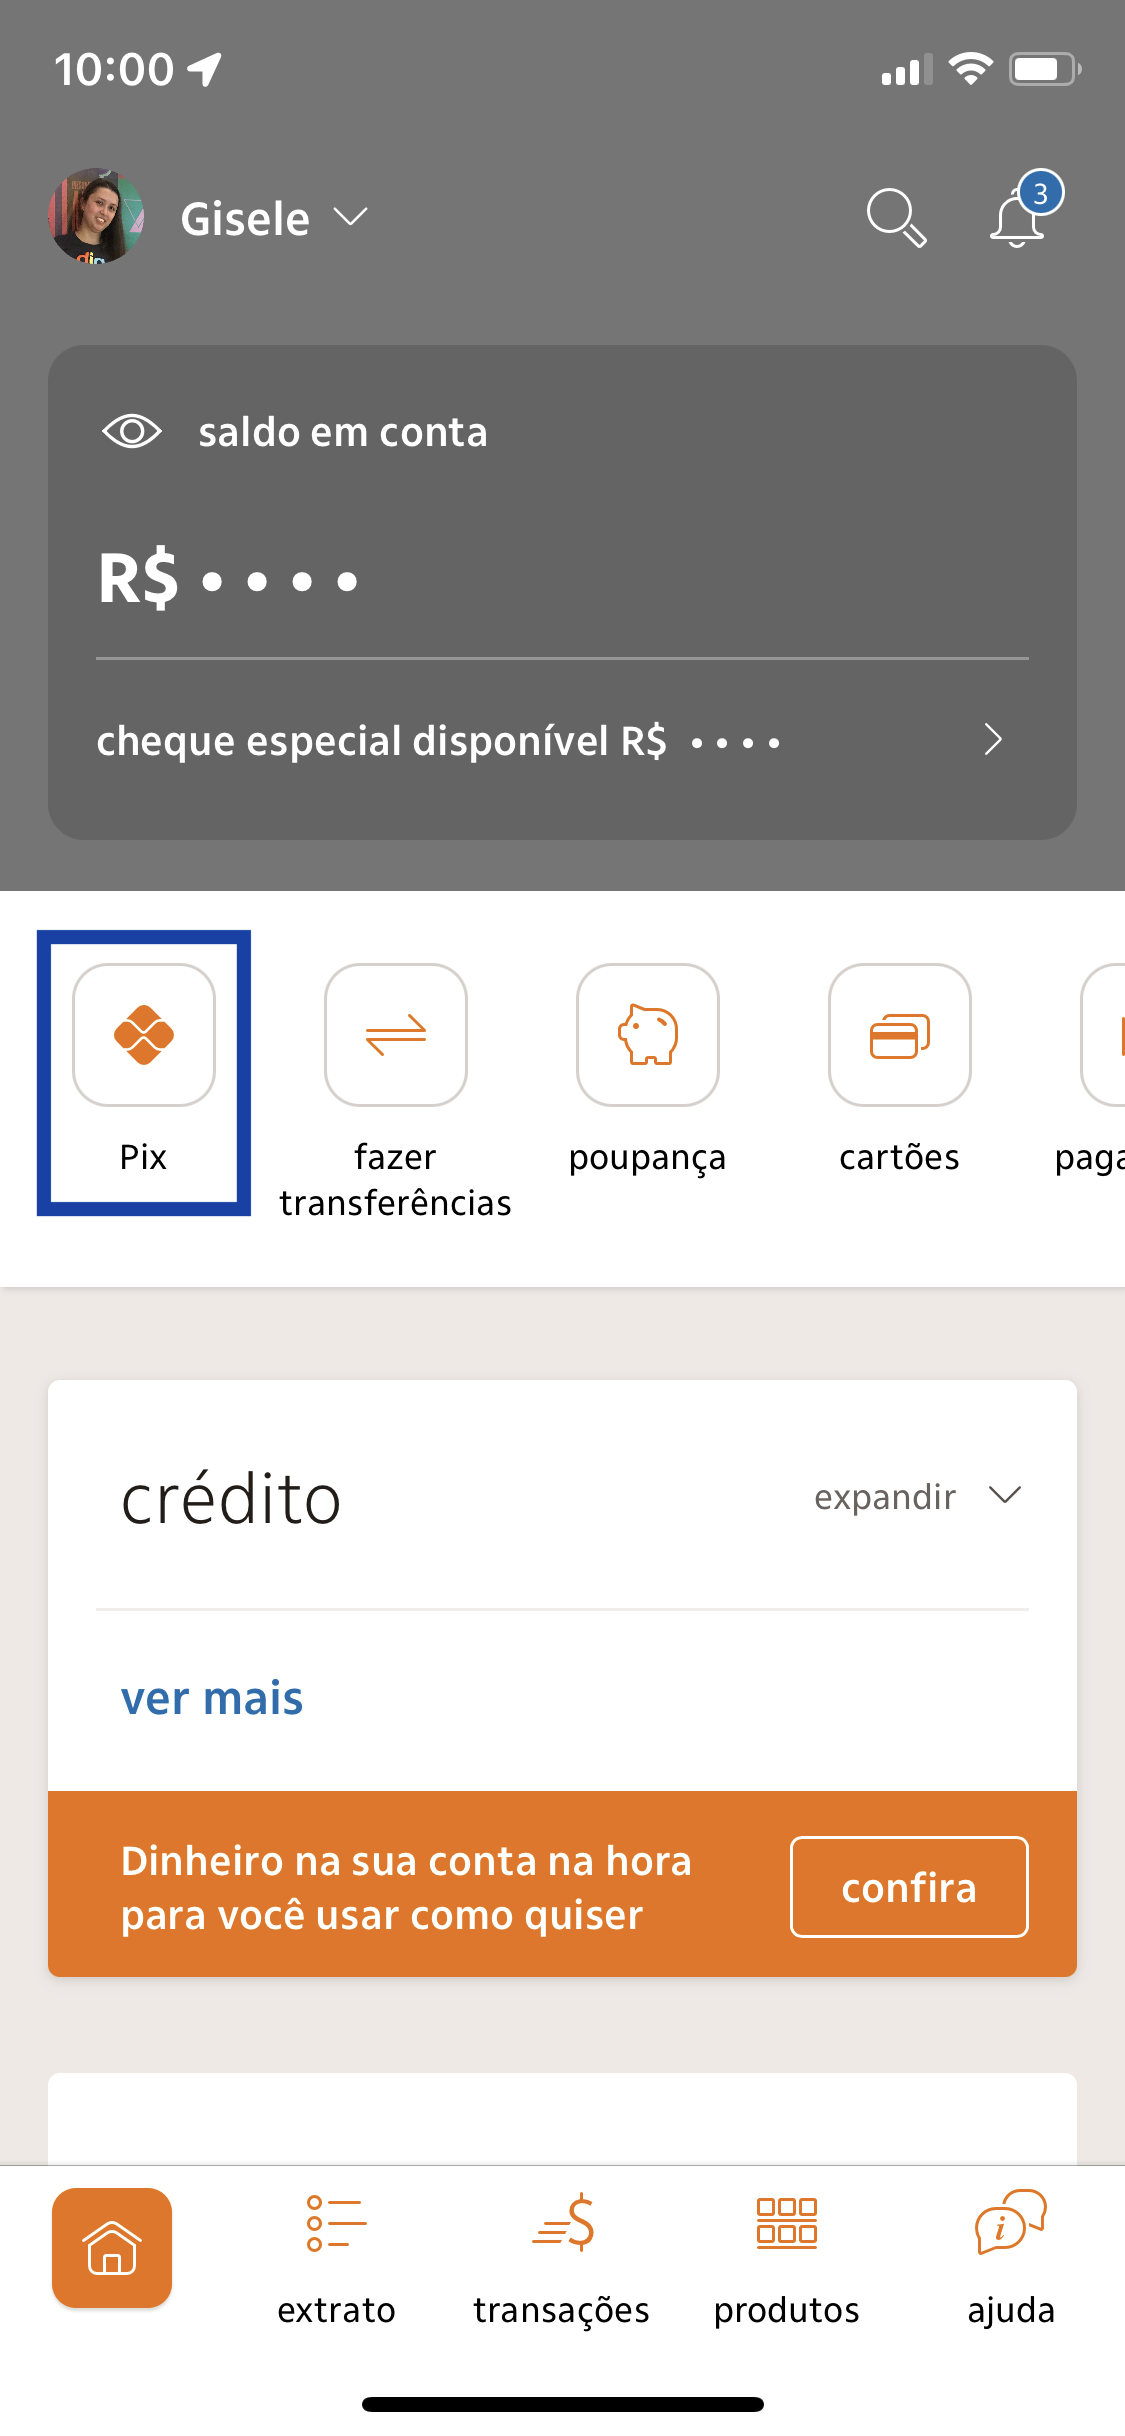 10:00
Gisele
3
saldo em conta
R$ ••••
cheque especial disponível R$ ••••
Pix
fazer
transferências
poupança
cartões
crédito
expandir
ver mais
Dinheiro na sua conta na hora
para você usar como quiser
confira
extrato
transações
produtos
ajuda